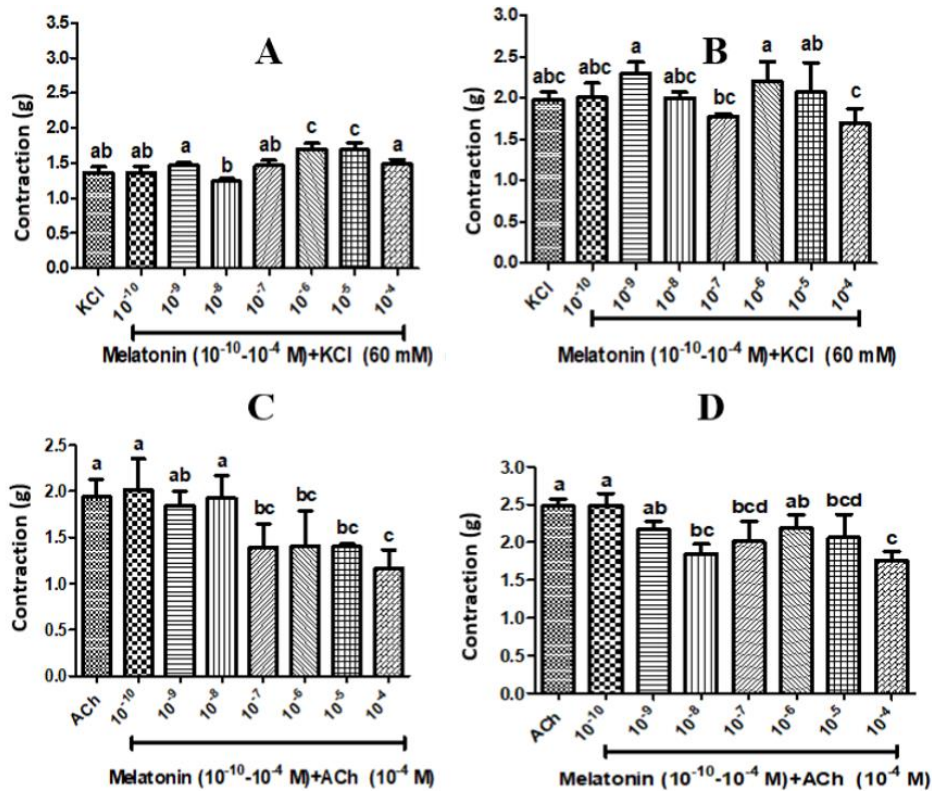 A
Contraction (g)
3.5
3.0
2.5
2.0
1.5
1.0
0.5
0.0
ab ab a b ab c c a
KCl 10⁻¹⁰ 10⁻⁹ 10⁻⁸ 10⁻⁷ 10⁻⁶ 10⁻⁵ 10⁻⁴
Melatonin (10⁻¹⁰-10⁻⁴ M)+KCl (60 mM)
B
Contraction (g)
3.0
2.5
2.0
1.5
1.0
0.5
0.0
abc abc a abc bc a ab c
KCl 10⁻¹⁰ 10⁻⁹ 10⁻⁸ 10⁻⁷ 10⁻⁶ 10⁻⁵ 10⁻⁴
Melatonin (10⁻¹⁰-10⁻⁴ M)+KCl (60 mM)
C
Contraction (g)
2.5
2.0
1.5
1.0
0.5
0.0
a a ab a bc bc bc c
ACh 10⁻¹⁰ 10⁻⁹ 10⁻⁸ 10⁻⁷ 10⁻⁶ 10⁻⁵ 10⁻⁴
Melatonin (10⁻¹⁰-10⁻⁴ M)+ACh (10⁻⁴ M)
D
Contraction (g)
3.0
2.5
2.0
1.5
1.0
0.5
0.0
a a ab bc bcd ab bcd c
ACh 10⁻¹⁰ 10⁻⁹ 10⁻⁸ 10⁻⁷ 10⁻⁶ 10⁻⁵ 10⁻⁴
Melatonin (10⁻¹⁰-10⁻⁴ M)+ACh (10⁻⁴ M)